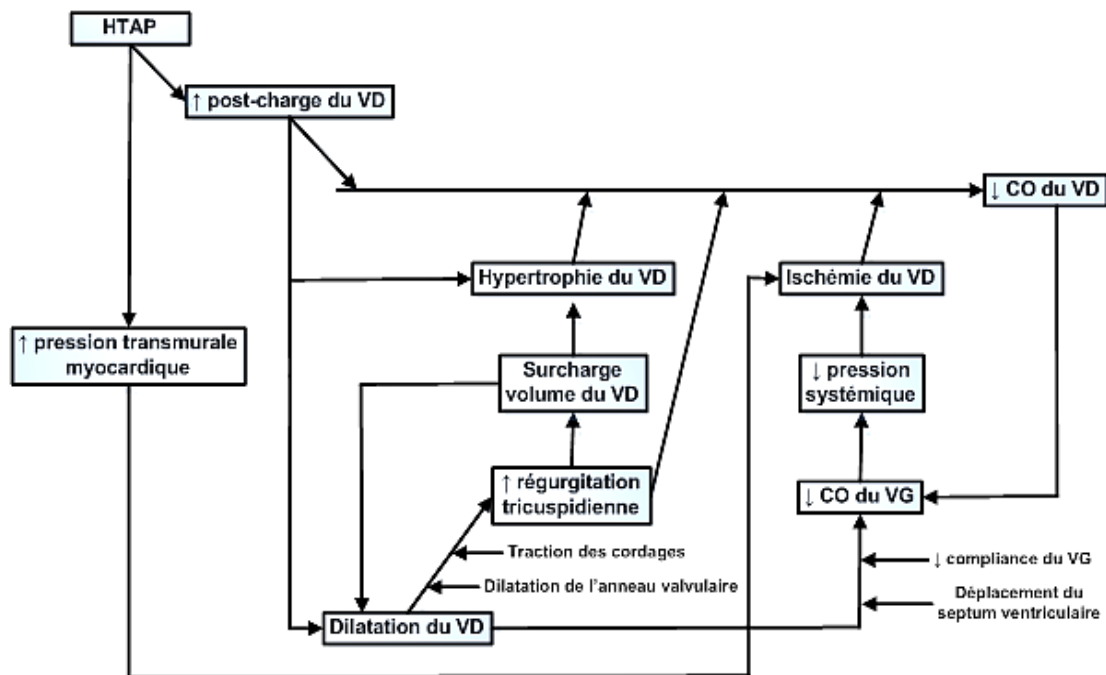 HTAP
↑ post-charge du VD
↓ CO du VD
Hypertrophie du VD
Ischémie du VD
↑ pression transmurale
myocardique
Surcharge
volume du VD
↓ pression
systémique
↑ régurgitation
tricuspidienne
↓ CO du VG
Traction des cordages
↓ compliance du VG
Dilatation de l'anneau valvulaire
Déplacement du
septum ventriculaire
Dilatation du VD